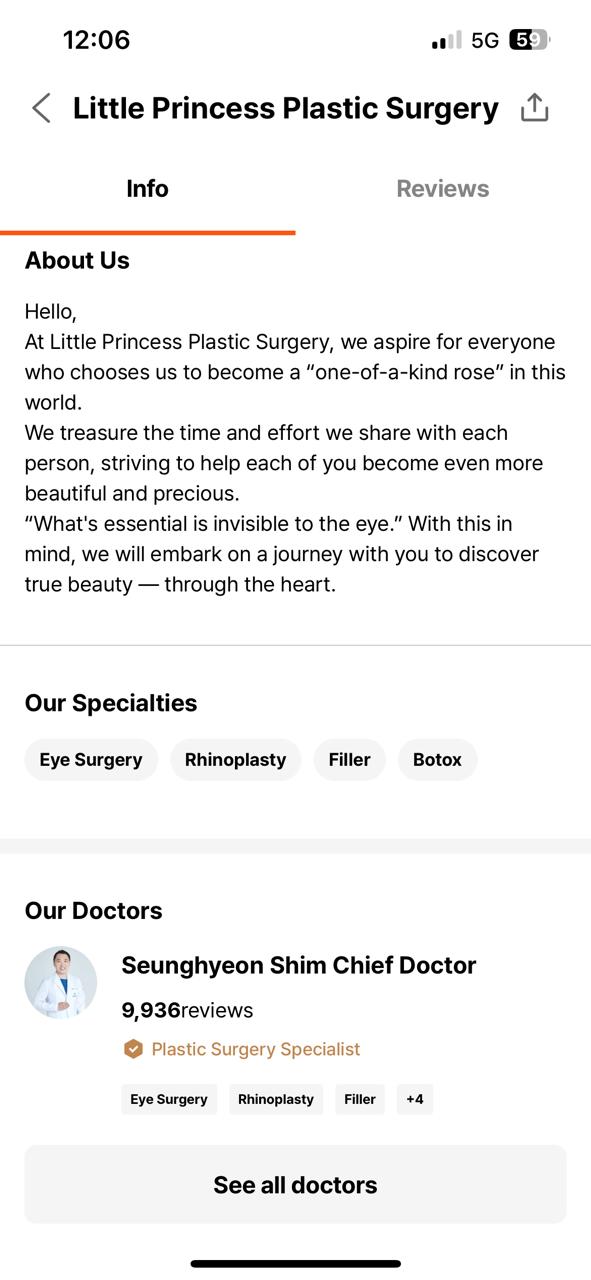 12:06
5G 59
Little Princess Plastic Surgery
Info
Reviews
About Us
Hello,
At Little Princess Plastic Surgery, we aspire for everyone
who chooses us to become a “one-of-a-kind rose” in this
world.
We treasure the time and effort we share with each
person, striving to help each of you become even more
beautiful and precious.
“What's essential is invisible to the eye.” With this in
mind, we will embark on a journey with you to discover
true beauty — through the heart.
Our Specialties
Eye Surgery
Rhinoplasty
Filler
Botox
Our Doctors
Seunghyeon Shim Chief Doctor
9,936reviews
Plastic Surgery Specialist
Eye Surgery
Rhinoplasty
Filler
+4
See all doctors